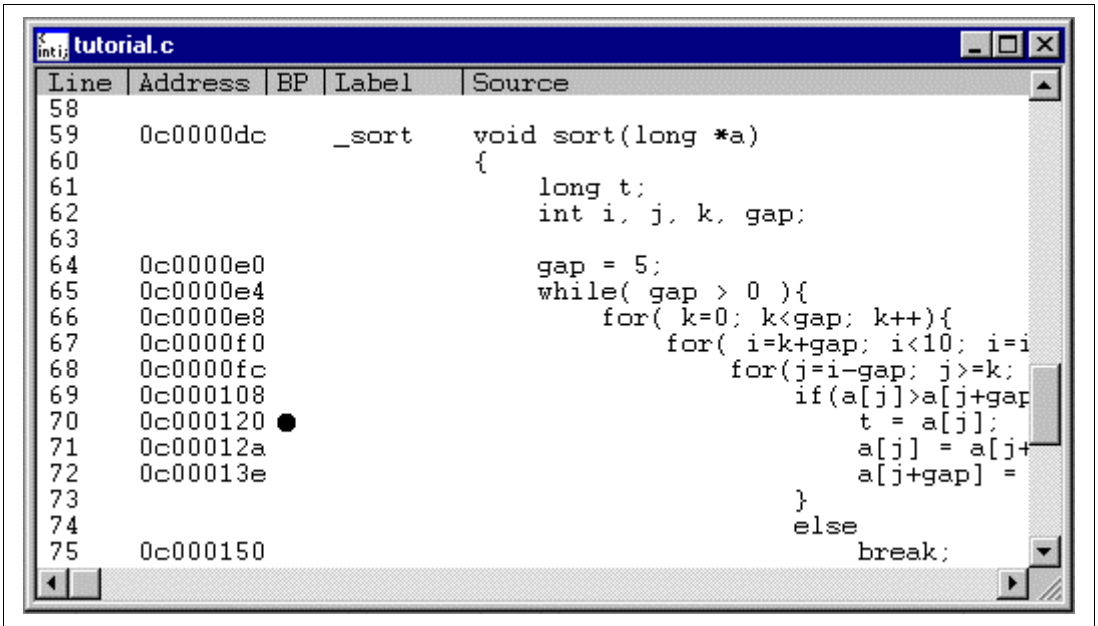 tutorial.c
Line Address BP Label Source
58
59 0c0000dc _sort void sort(long *a)
60 {
61 long t;
62 int i, j, k, gap;
63
64 0c0000e0 gap = 5;
65 0c0000e4 while( gap > 0 ){
66 0c0000e8 for( k=0; k<gap; k++){
67 0c0000f0 for( i=k+gap; i<10; i=i
68 0c0000fc for(j=i-gap; j>=k;
69 0c000108 if(a[j]>a[j+gap
70 0c000120 ● t = a[j];
71 0c00012a a[j] = a[j+
72 0c00013e a[j+gap] =
73 }
74 else
75 0c000150 break;